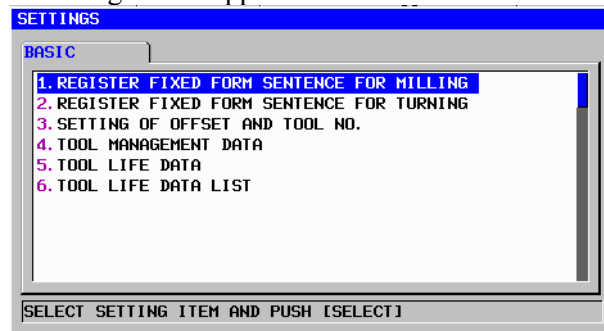 SETTINGS
BASIC
1.REGISTER FIXED FORM SENTENCE FOR MILLING
2.REGISTER FIXED FORM SENTENCE FOR TURNING
3.SETTING OF OFFSET AND TOOL NO.
4.TOOL MANAGEMENT DATA
5.TOOL LIFE DATA
6.TOOL LIFE DATA LIST
SELECT SETTING ITEM AND PUSH [SELECT]